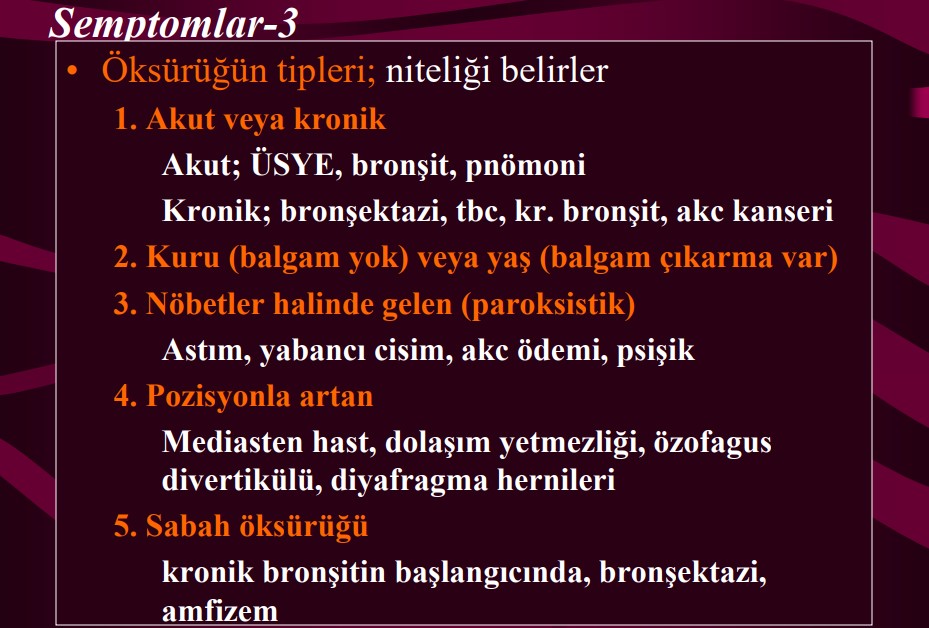 Semptomlar-3
• Öksürüğün tipleri; niteliği belirler
1. Akut veya kronik
Akut; ÜSYE, bronşit, pnömoni
Kronik; bronşektazi, tbc, kr. bronşit, akc kanseri
2. Kuru (balgam yok) veya yaş (balgam çıkarma var)
3. Nöbetler halinde gelen (paroksistik)
Astım, yabancı cisim, akc ödemi, psişik
4. Pozisyonla artan
Mediasten hast, dolaşım yetmezliği, özofagus
divertikülü, diyafragma hernileri
5. Sabah öksürüğü
kronik bronşitin başlangıcında, bronşektazi,
amfizem